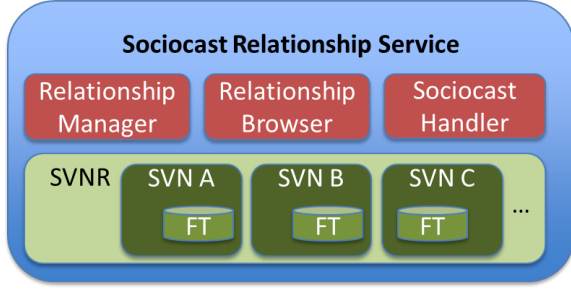 Sociocast Relationship Service
Relationship Manager
Relationship Browser
Sociocast Handler
SVNR
SVN A
SVN B
SVN C
FT
FT
FT
...